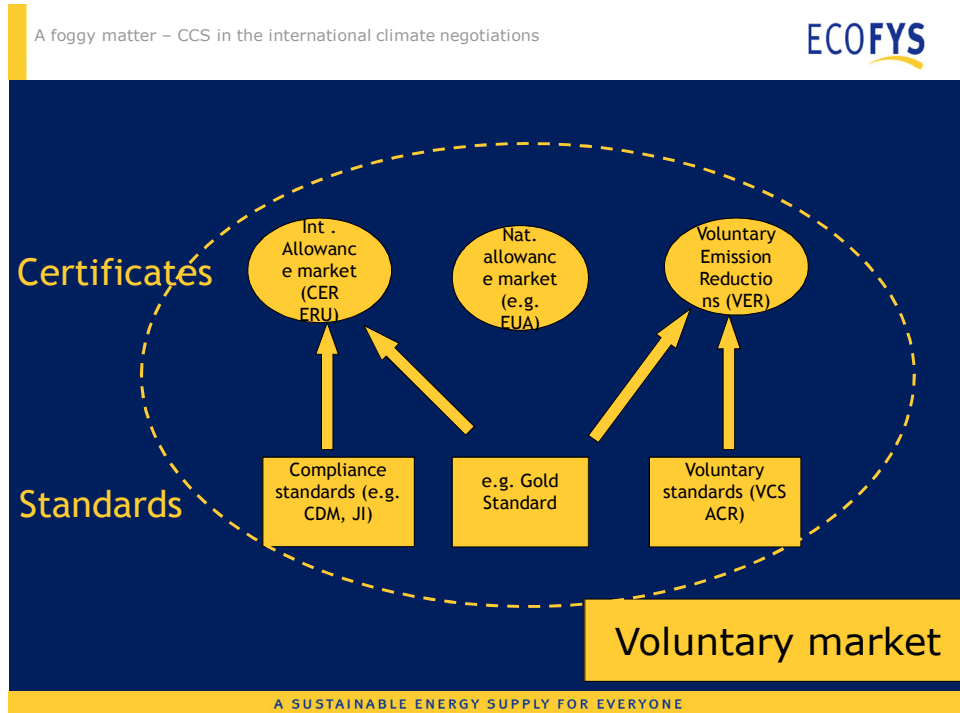 A foggy matter – CCS in the international climate negotiations
ECOFYS
Certificates
Int .
Allowanc
e market
(CER
ERU)
Nat.
allowanc
e market
(e.g.
EUA)
Voluntary
Emission
Reductio
ns (VER)
Standards
Compliance
standards (e.g.
CDM, JI)
e.g. Gold
Standard
Voluntary
standards (VCS
ACR)
Voluntary market
A SUSTAINABLE ENERGY SUPPLY FOR EVERYONE